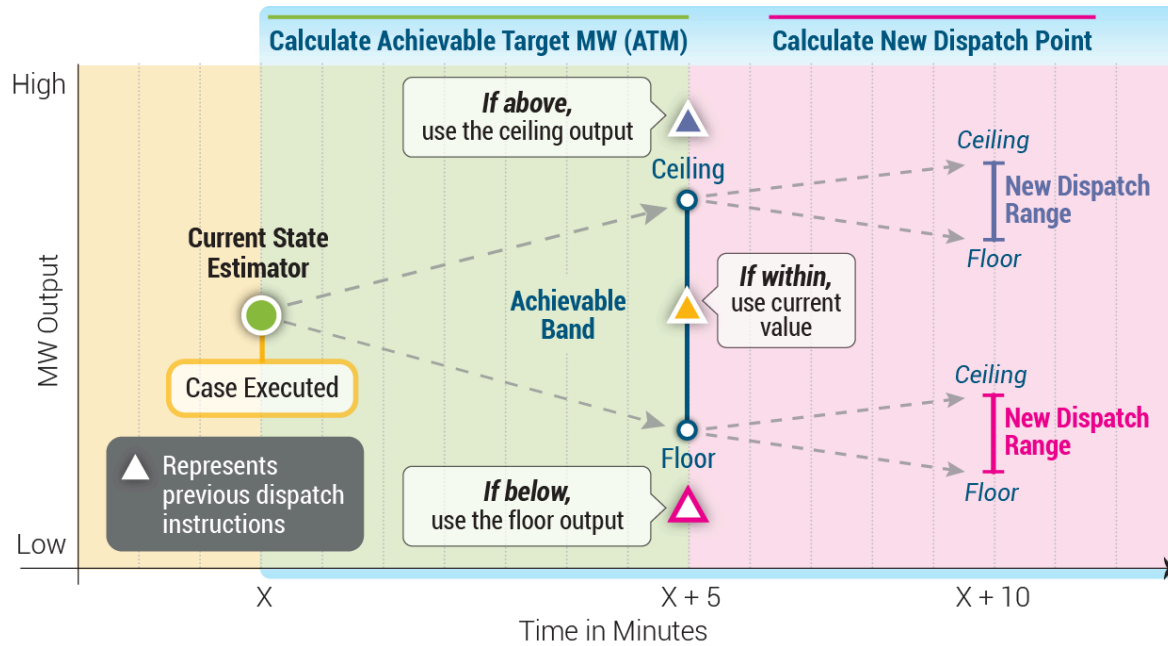 Calculate Achievable Target MW (ATM)
Calculate New Dispatch Point
High
MW Output
Low
If above,
use the ceiling output
Ceiling
Current State
Estimator
Case Executed
Achievable
Band
If within,
use current
value
Represents
previous dispatch
instructions
Floor
If below,
use the floor output
Ceiling
New Dispatch
Range
Floor
Ceiling
New Dispatch
Range
Floor
X
X + 5
X + 10
Time in Minutes